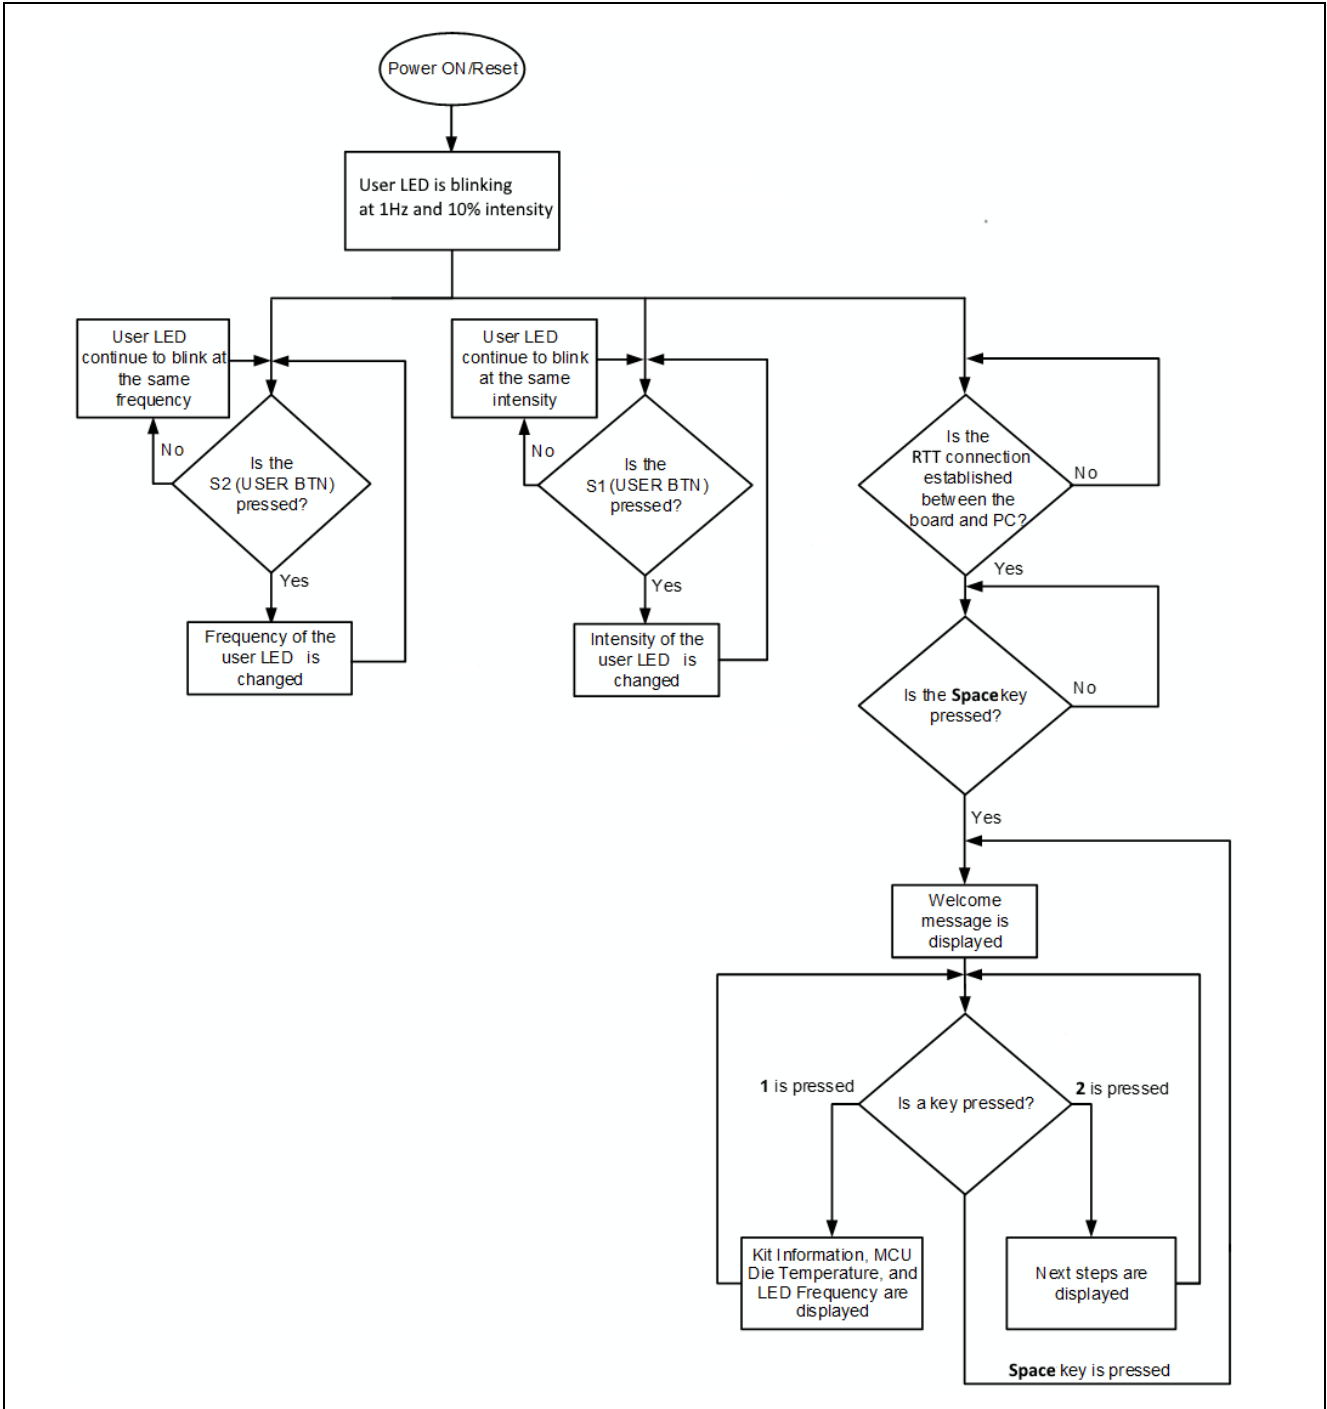 Power ON/Reset
User LED is blinking
at 1Hz and 10% intensity
User LED
continue to blink at
the same
frequency
No
Is the
S2 (USER BTN)
pressed?
Yes
Frequency of the
user LED is
changed
User LED
continue to blink
at the same
intensity
No
Is the
S1 (USER BTN)
pressed?
Yes
Intensity of the
user LED is
changed
Is the
RTT connection
established
between the
board and PC?
No
Yes
Is the Space key
pressed?
No
Yes
Welcome
message is
displayed
1 is pressed
Is a key pressed?
2 is pressed
Kit Information, MCU
Die Temperature, and
LED Frequency are
displayed
Next steps are
displayed
Space key is pressed